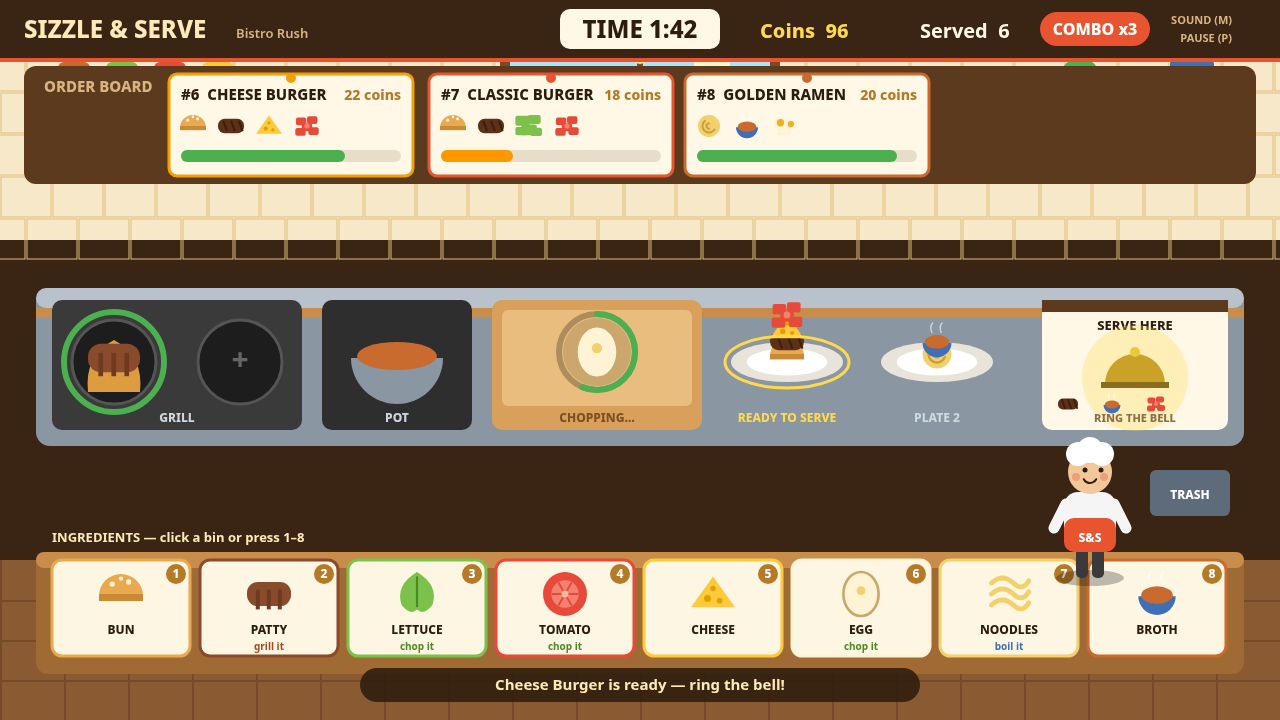 SIZZLE & SERVE
Bistro Rush
TIME 1:42
Coins 96
Served 6
COMBO x3
SOUND (M)
PAUSE (P)
ORDER BOARD
#6 CHEESE BURGER 22 coins
#7 CLASSIC BURGER 18 coins
#8 GOLDEN RAMEN 20 coins
+
GRILL
POT
CHOPPING...
READY TO SERVE
PLATE 2
SERVE HERE
RING THE BELL
TRASH
S&S
INGREDIENTS — click a bin or press 1–8
1
BUN
2
PATTY
grill it
3
LETTUCE
chop it
4
TOMATO
chop it
5
CHEESE
6
EGG
chop it
7
NOODLES
boil it
8
BROTH
Cheese Burger is ready — ring the bell!